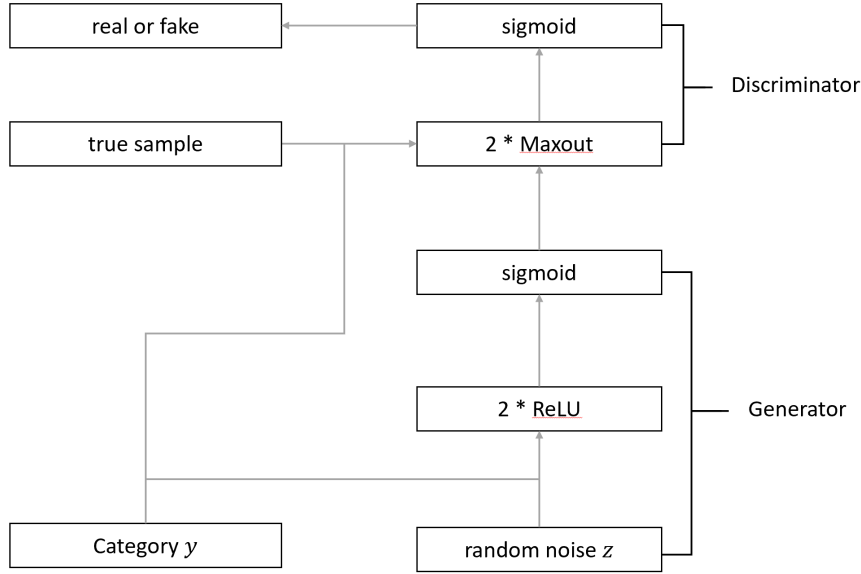 real or fake
sigmoid
Discriminator
true sample
2 * Maxout
sigmoid
2 * ReLU
Generator
Category y
random noise z